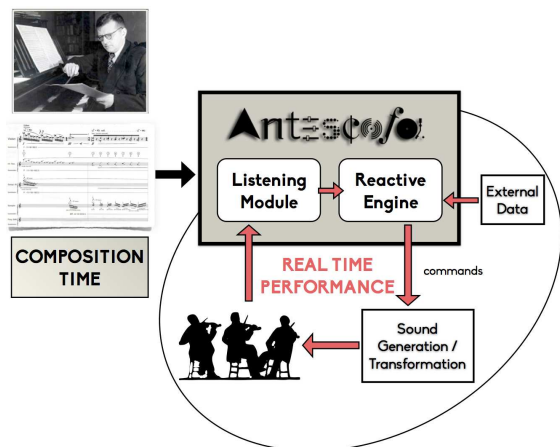 Antescofo
Listening
Module
Reactive
Engine
External
Data
COMPOSITION
TIME
REAL TIME
PERFORMANCE
commands
Sound
Generation /
Transformation